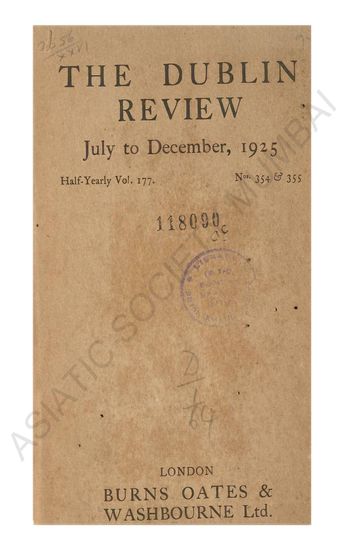 THE DUBLIN
REVIEW
July to December, 1925
Half-Yearly Vol. 177.
Nos. 354 & 355
118090
D
/64
LONDON
BURNS OATES &
WASHBOURNE Ltd.
ASIATIC SOCIETY MUMBAI